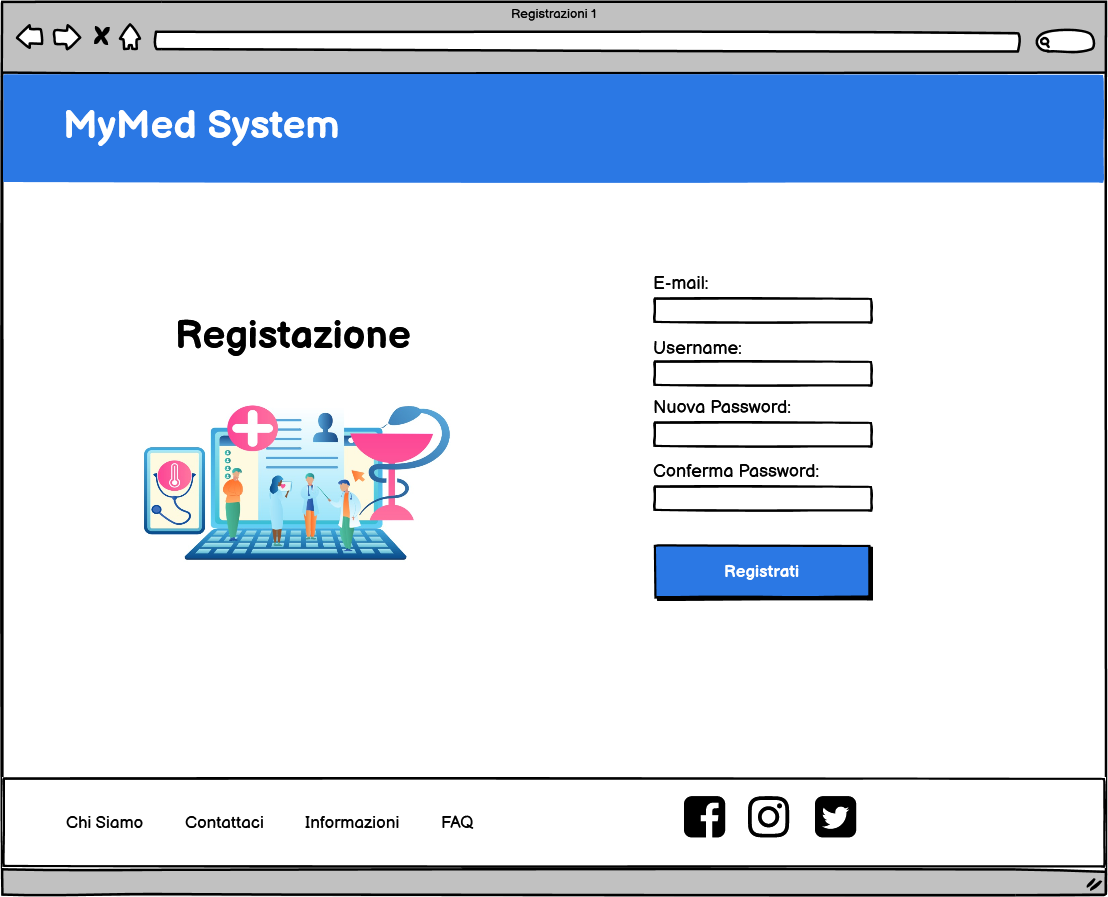 Registrazioni 1
MyMed System
Registazione
E-mail:
Username:
Nuova Password:
Conferma Password:
Registrati
Chi Siamo
Contattaci
Informazioni
FAQ